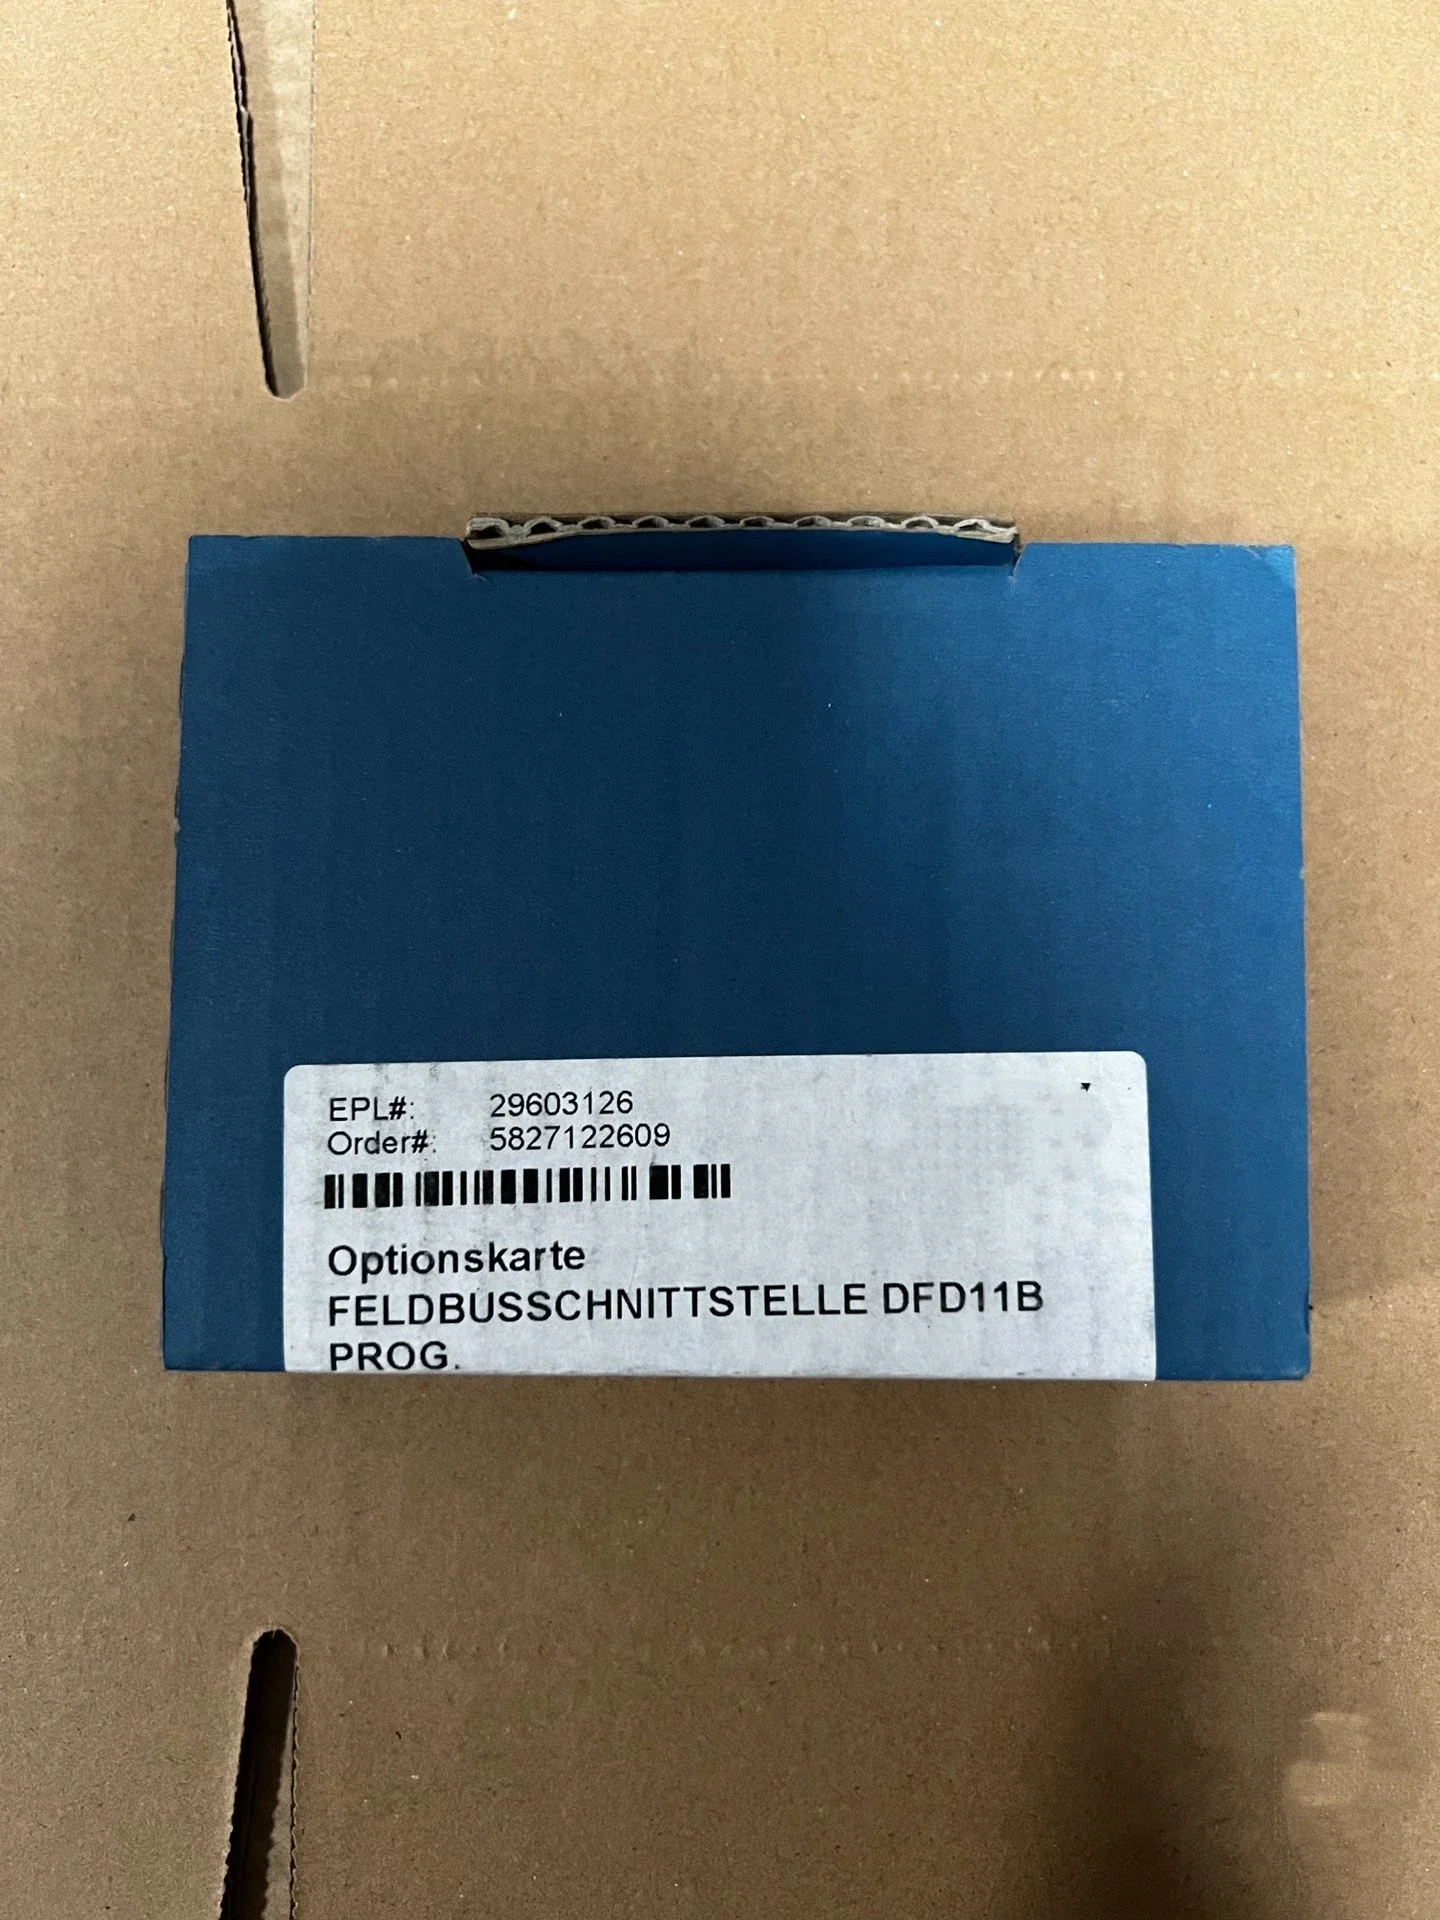 EPL#: 29603126
Order#: 5827122609
Optionskarte
FELDBUSSCHNITTSTELLE DFD11B
PROG.